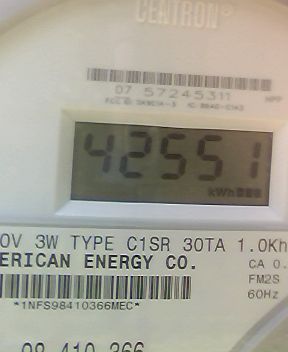 CENTRON®
07 57245311
42551
kWh
0V 3W TYPE C1SR 30TA 1.0Kh
ERICAN ENERGY CO.
CA 0.
FM2S
*1NFS98410366MEC*
60Hz
98 410 366